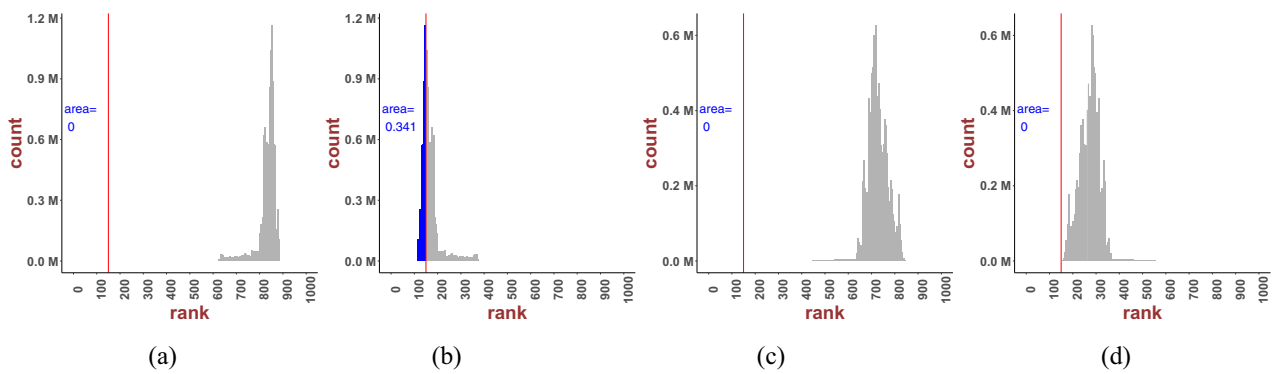 1.2 M
0.9 M
0.6 M
0.3 M
0.0 M
count
area=
0
0
100
200
300
400
500
600
700
800
900
1000
rank
(a)
1.2 M
0.9 M
0.6 M
0.3 M
0.0 M
count
area=
0.341
0
100
200
300
400
500
600
700
800
900
1000
rank
(b)
0.6 M
0.4 M
0.2 M
0.0 M
count
area=
0
0
100
200
300
400
500
600
700
800
900
1000
rank
(c)
0.6 M
0.4 M
0.2 M
0.0 M
count
area=
0
0
100
200
300
400
500
600
700
800
900
1000
rank
(d)